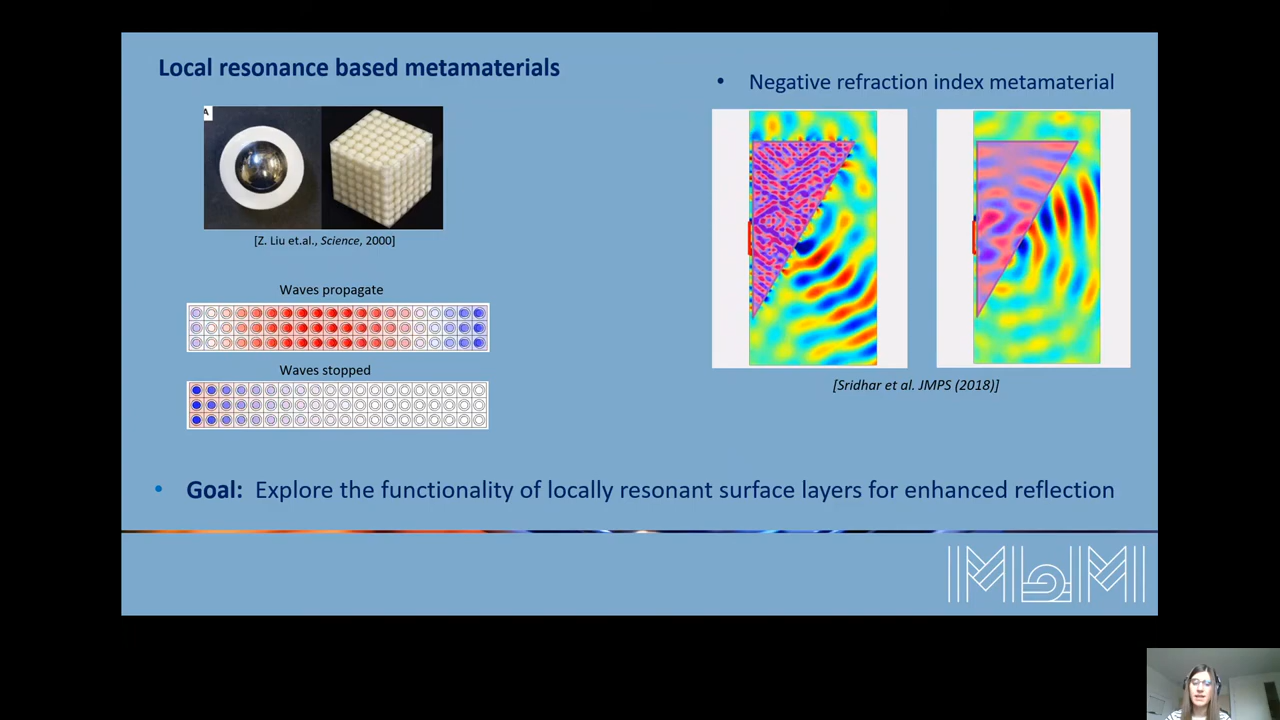 Local resonance based metamaterials
A
[Z. Liu et.al., Science, 2000]
Waves propagate
Waves stopped
• Negative refraction index metamaterial
[Sridhar et al. JMPS (2018)]
• Goal: Explore the functionality of locally resonant surface layers for enhanced reflection